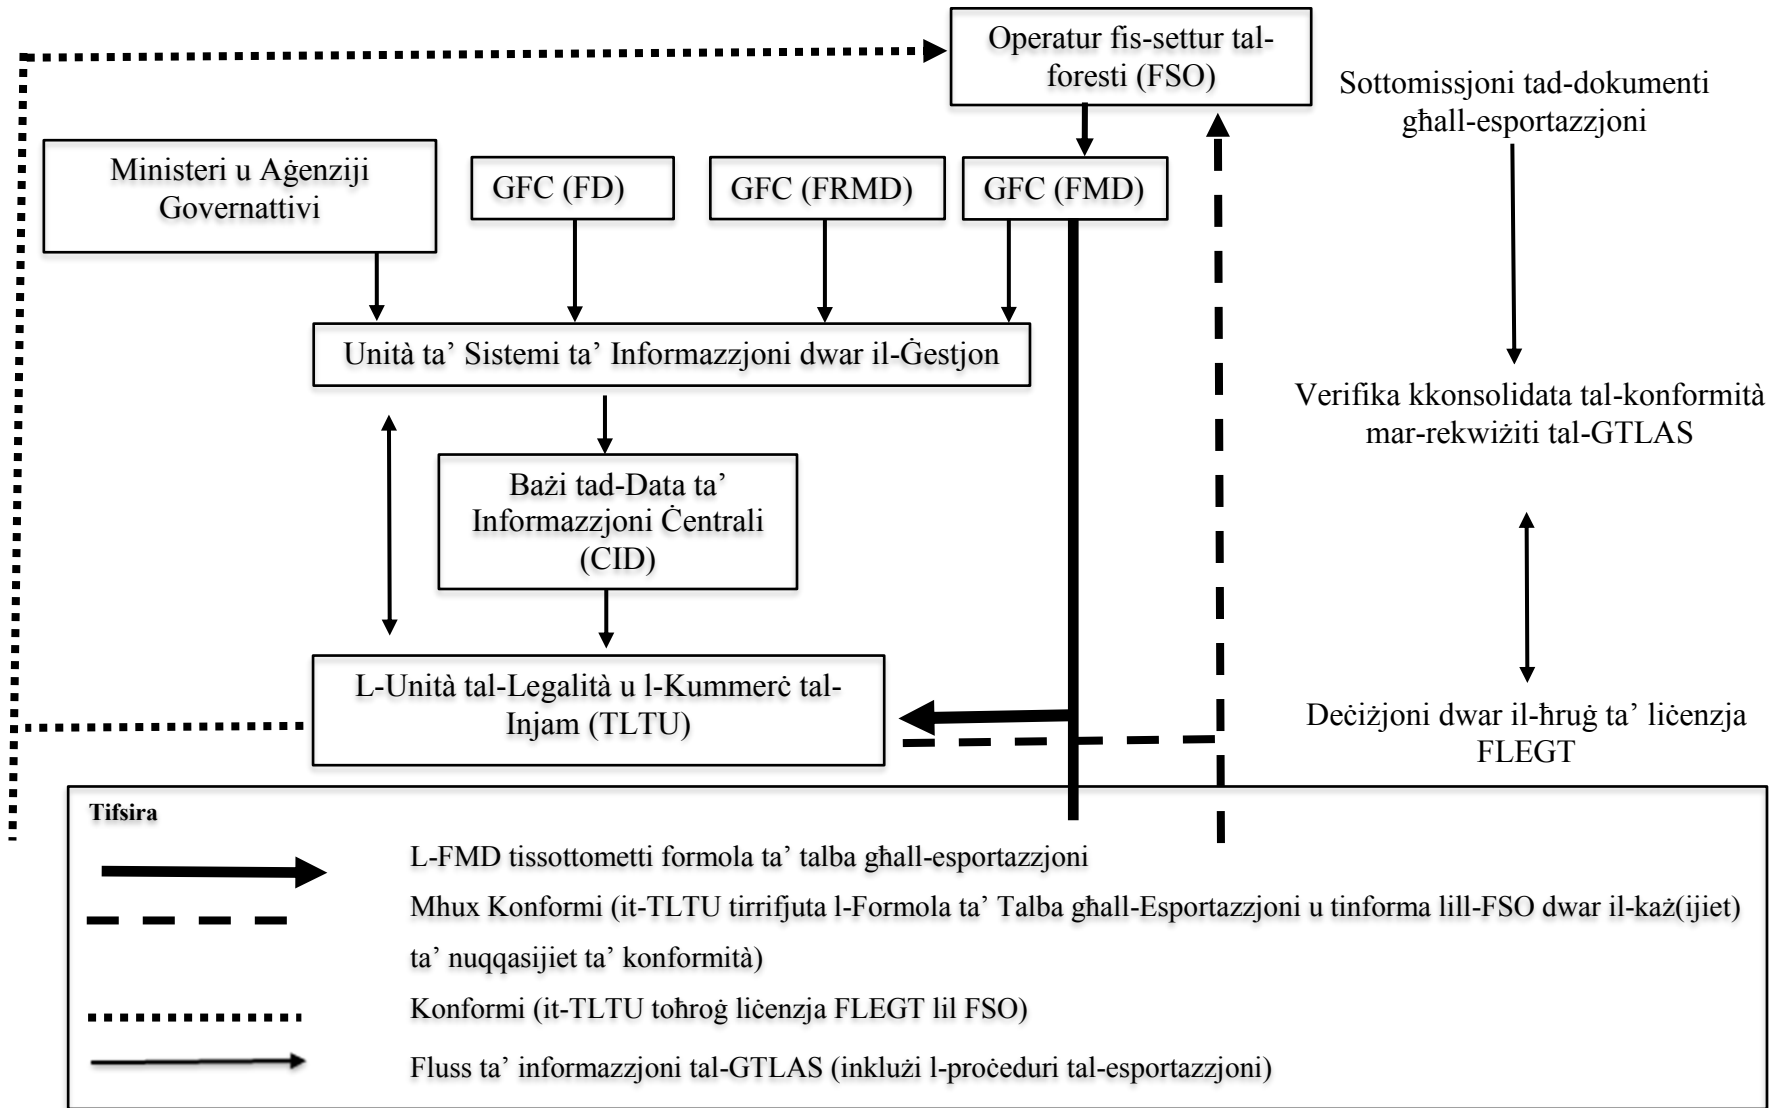 Operatur fis-settur tal-
foresti (FSO)
Sottomissjoni tad-dokumenti
għall-esportazzjoni
Ministeri u Aġenziji
Governattivi
GFC (FD)
GFC (FRMD)
GFC (FMD)
Unità ta’ Sistemi ta’ Informazzjoni dwar il-Ġestjon
Verifika kkonsolidata tal-konformità
mar-rekwiżiti tal-GTLAS
Bażi tad-Data ta’
Informazzjoni Ċentrali
(CID)
L-Unità tal-Legalità u l-Kummerċ tal-
Injam (TLTU)
Deċiżjoni dwar il-ħruġ ta’ liċenzja
FLEGT
Tifsira
L-FMD tissottometti formola ta’ talba għall-esportazzjoni
Mhux Konformi (it-TLTU tirrifjuta l-Formola ta’ Talba għall-Esportazzjoni u tinforma lill-FSO dwar il-każ(ijiet)
ta’ nuqqasijiet ta’ konformità)
Konformi (it-TLTU toħroġ liċenzja FLEGT lil FSO)
Fluss ta’ informazzjoni tal-GTLAS (inklużi l-proċeduri tal-esportazzjoni)